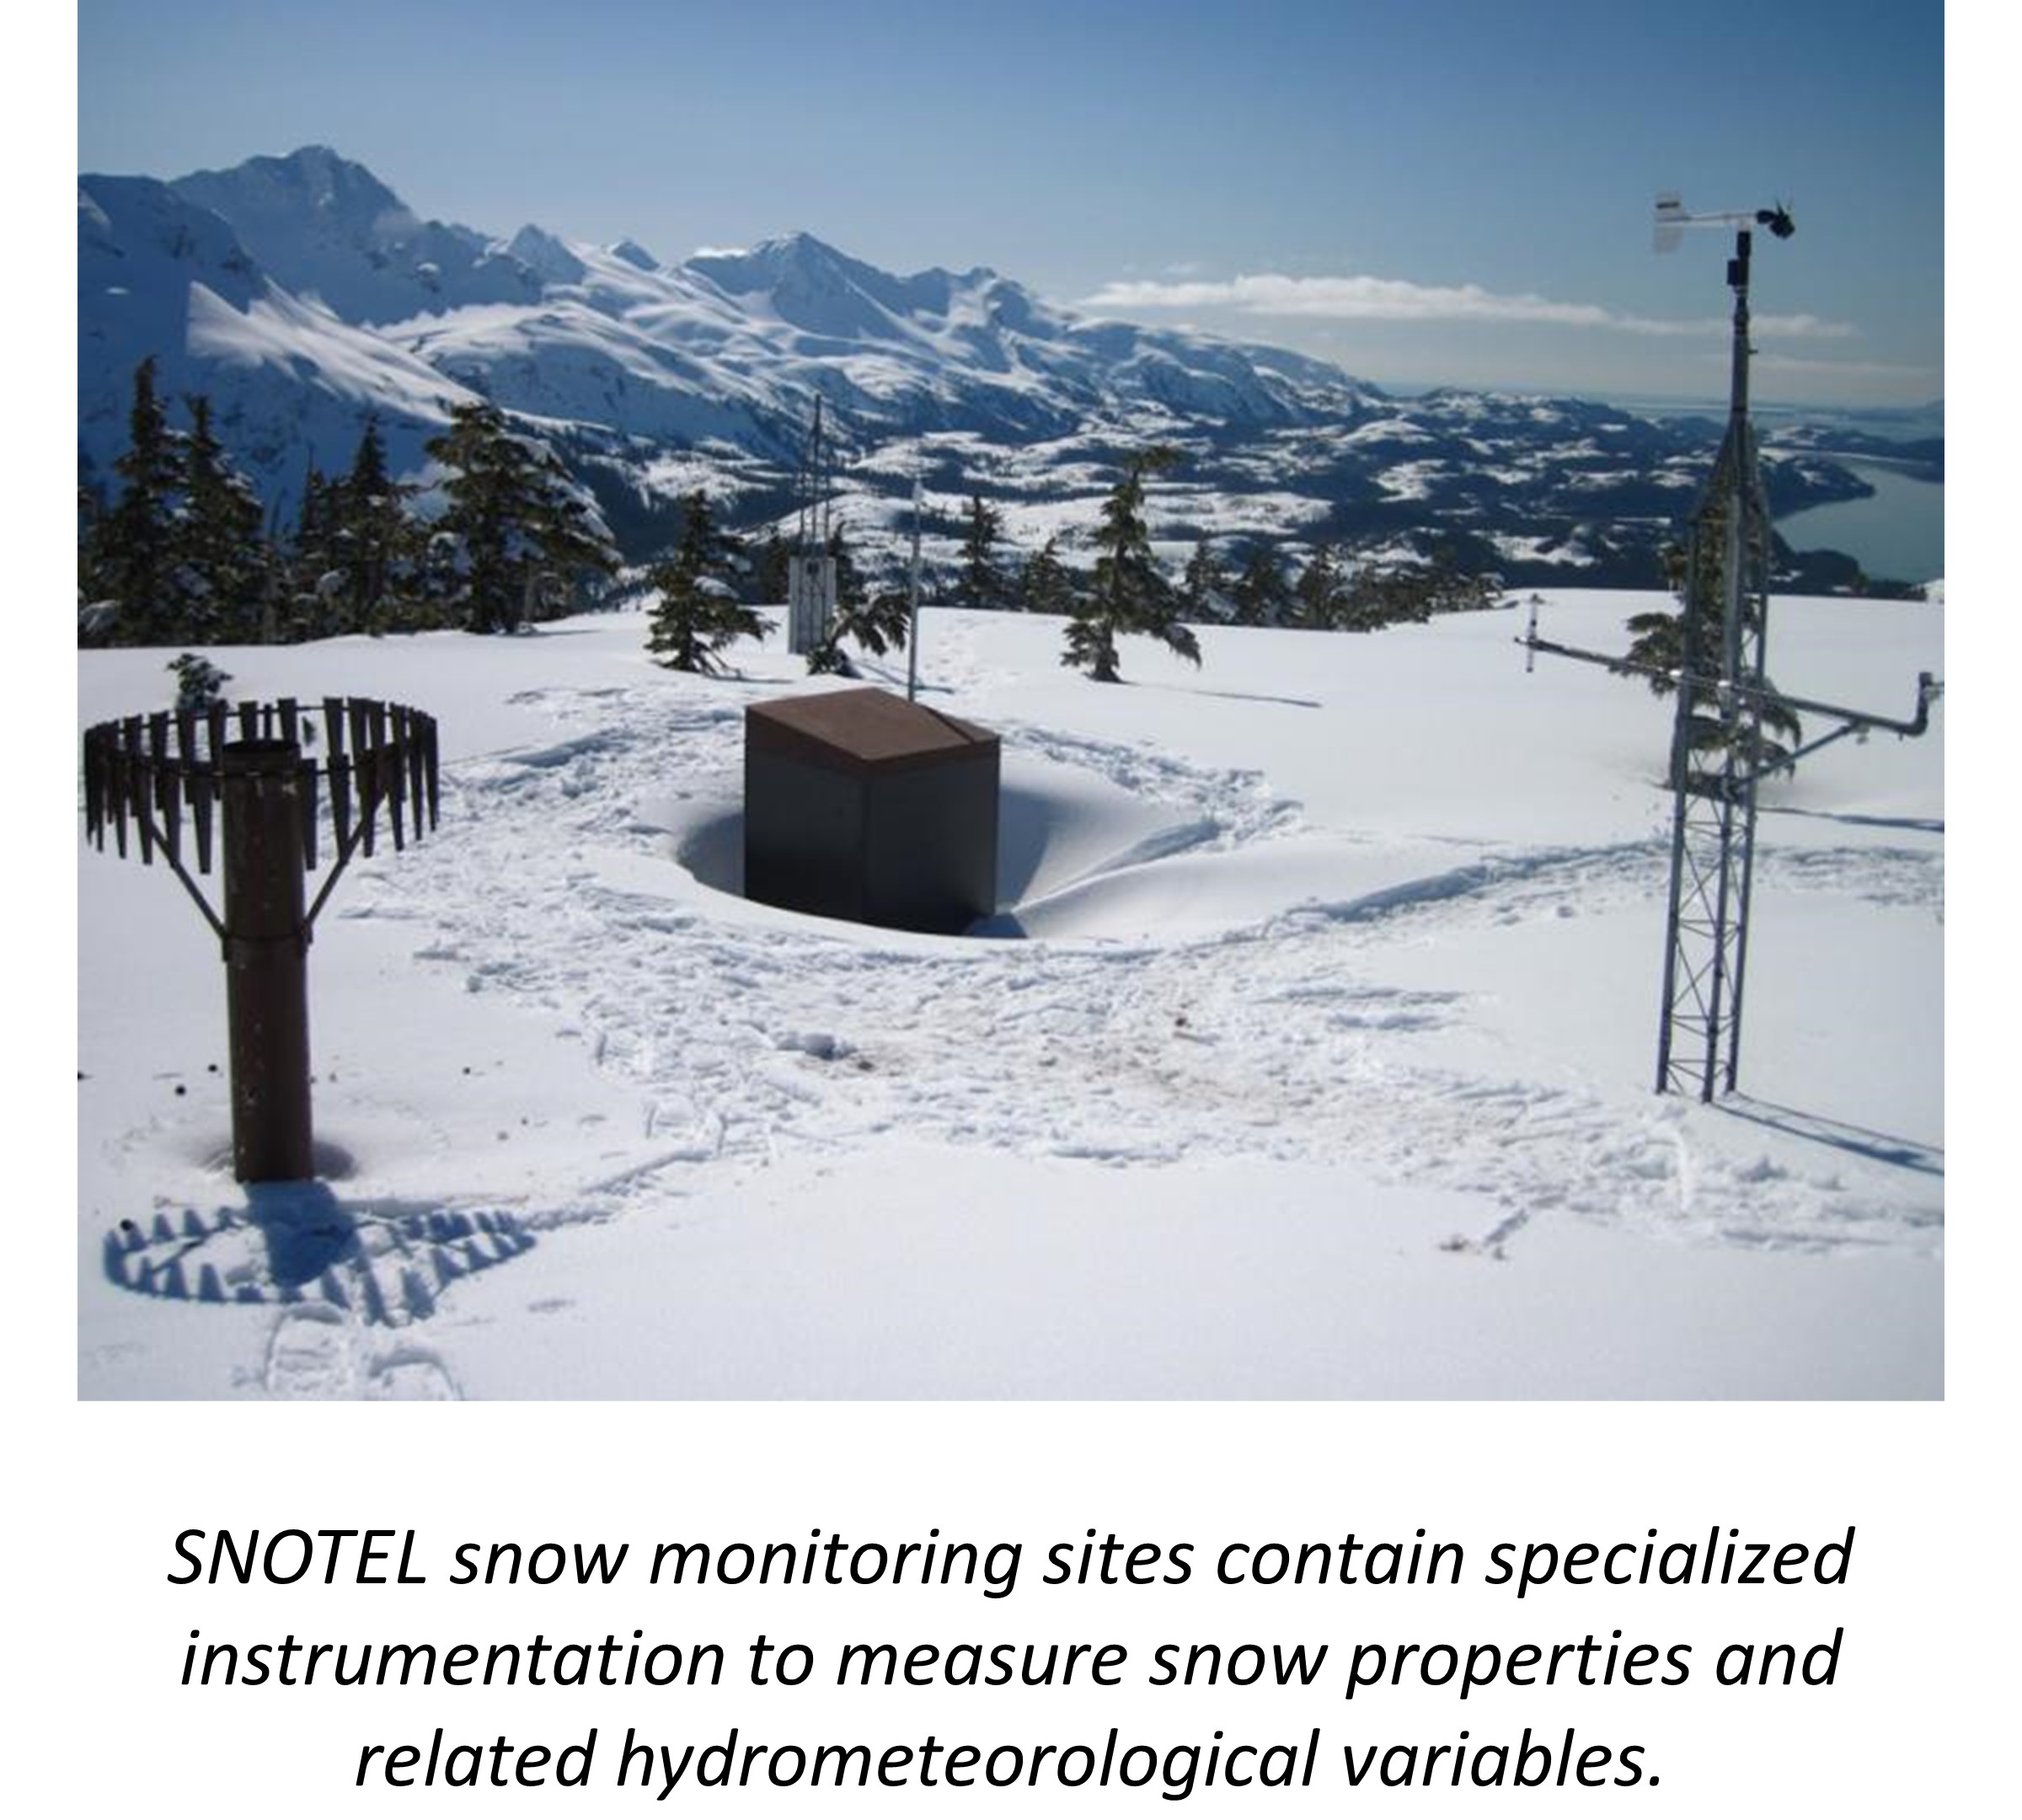 SNOTEL snow monitoring sites contain specialized
instrumentation to measure snow properties and
related hydrometeorological variables.